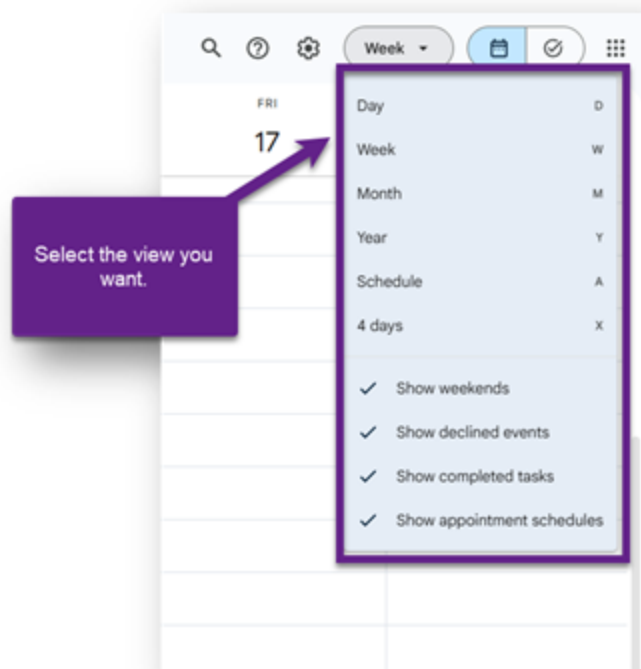 Week
FRI
17
Day D
Week W
Month M
Year Y
Schedule A
4 days X
Show weekends
Show declined events
Show completed tasks
Show appointment schedules
Select the view you
want.